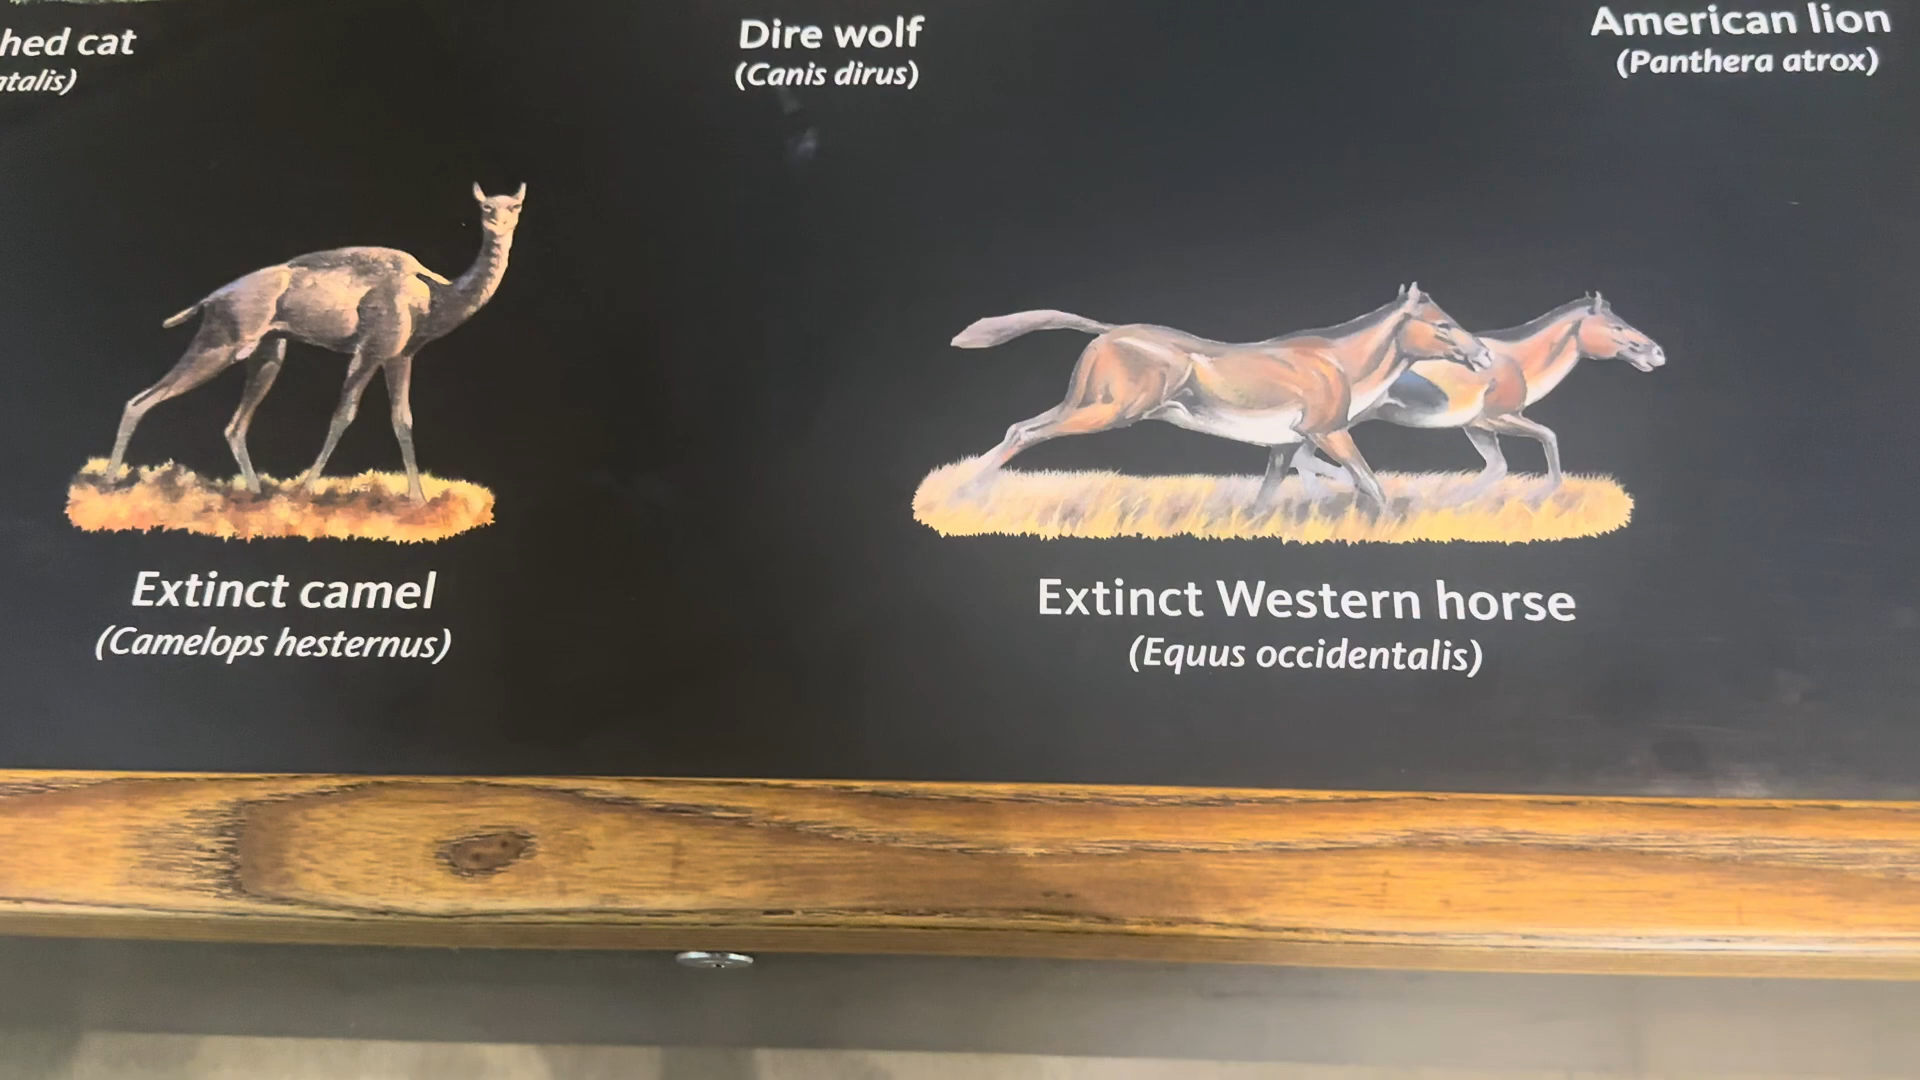 hed cat
atalis)
Dire wolf
(Canis dirus)
American lion
(Panthera atrox)
Extinct camel
(Camelops hesternus)
Extinct Western horse
(Equus occidentalis)